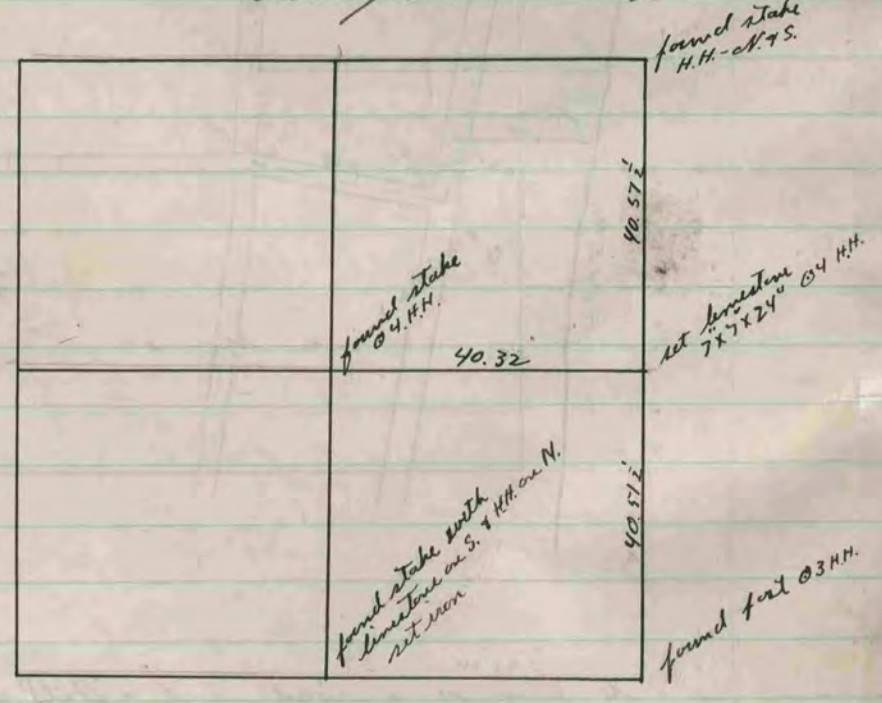 found stake
H.H.-N. & S.
40.57½
found stake
@ 4 H.H.
40.32
set limestone
7"x7"x24" @4 H.H.
40.51½
found stake with
limestone on S. & H.H. on N.
set iron
found post @3 H.H.